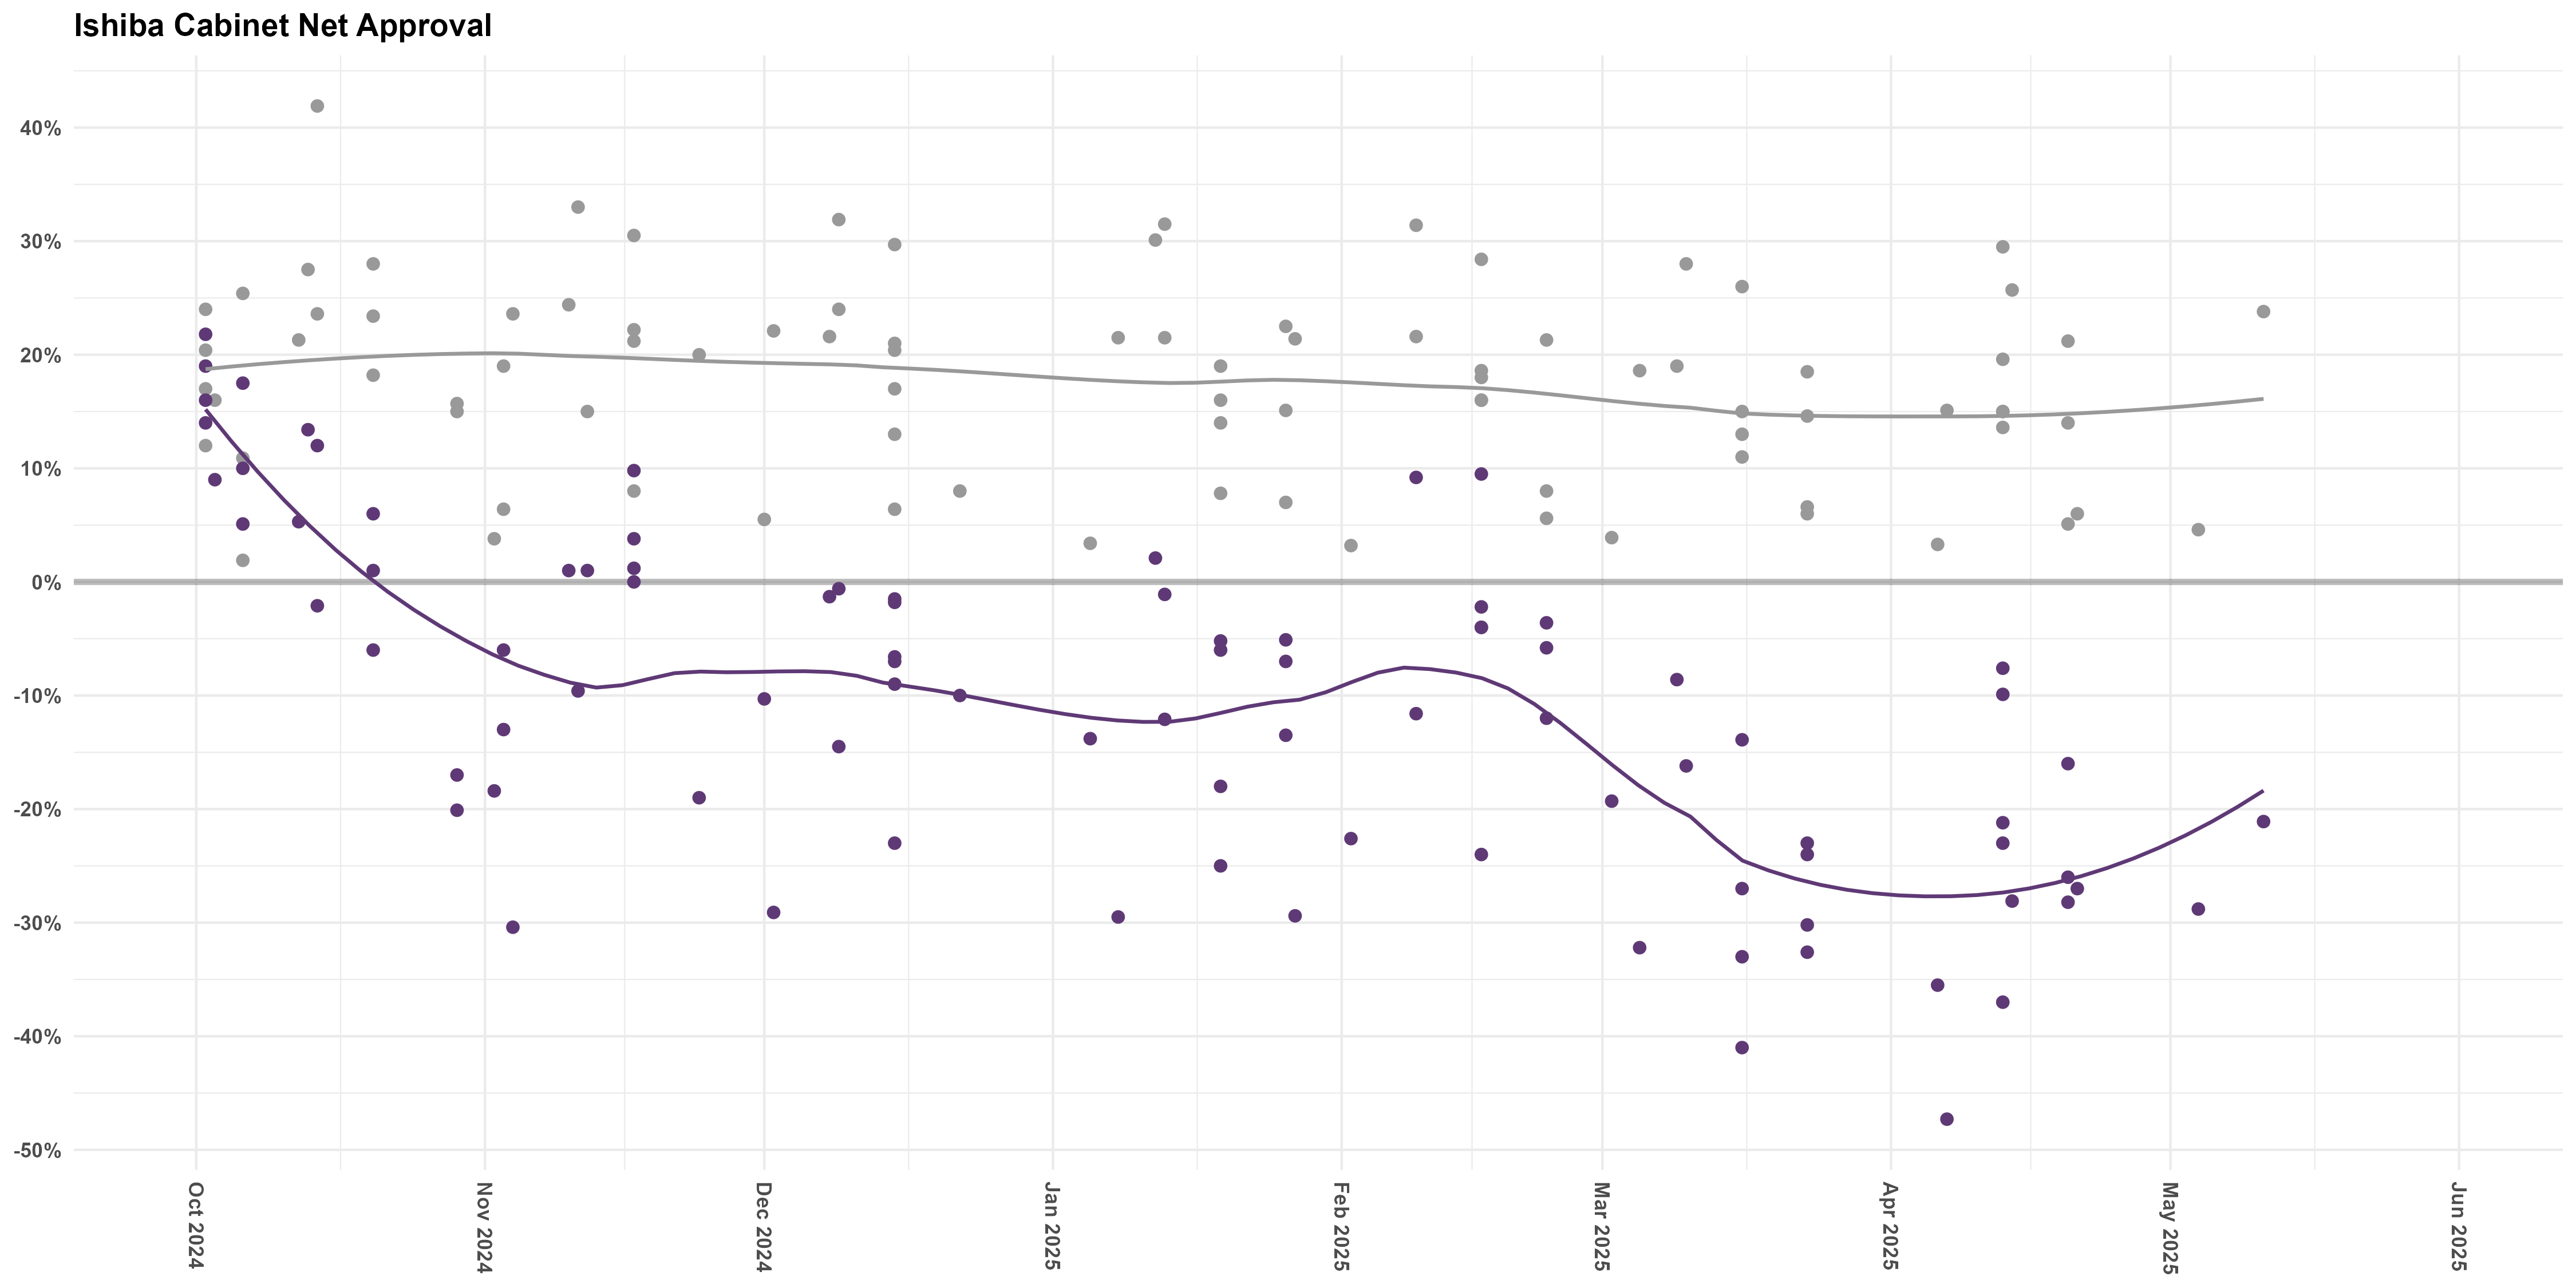 Ishiba Cabinet Net Approval
40%
30%
20%
10%
0%
-10%
-20%
-30%
-40%
-50%
Oct 2024
Nov 2024
Dec 2024
Jan 2025
Feb 2025
Mar 2025
Apr 2025
May 2025
Jun 2025